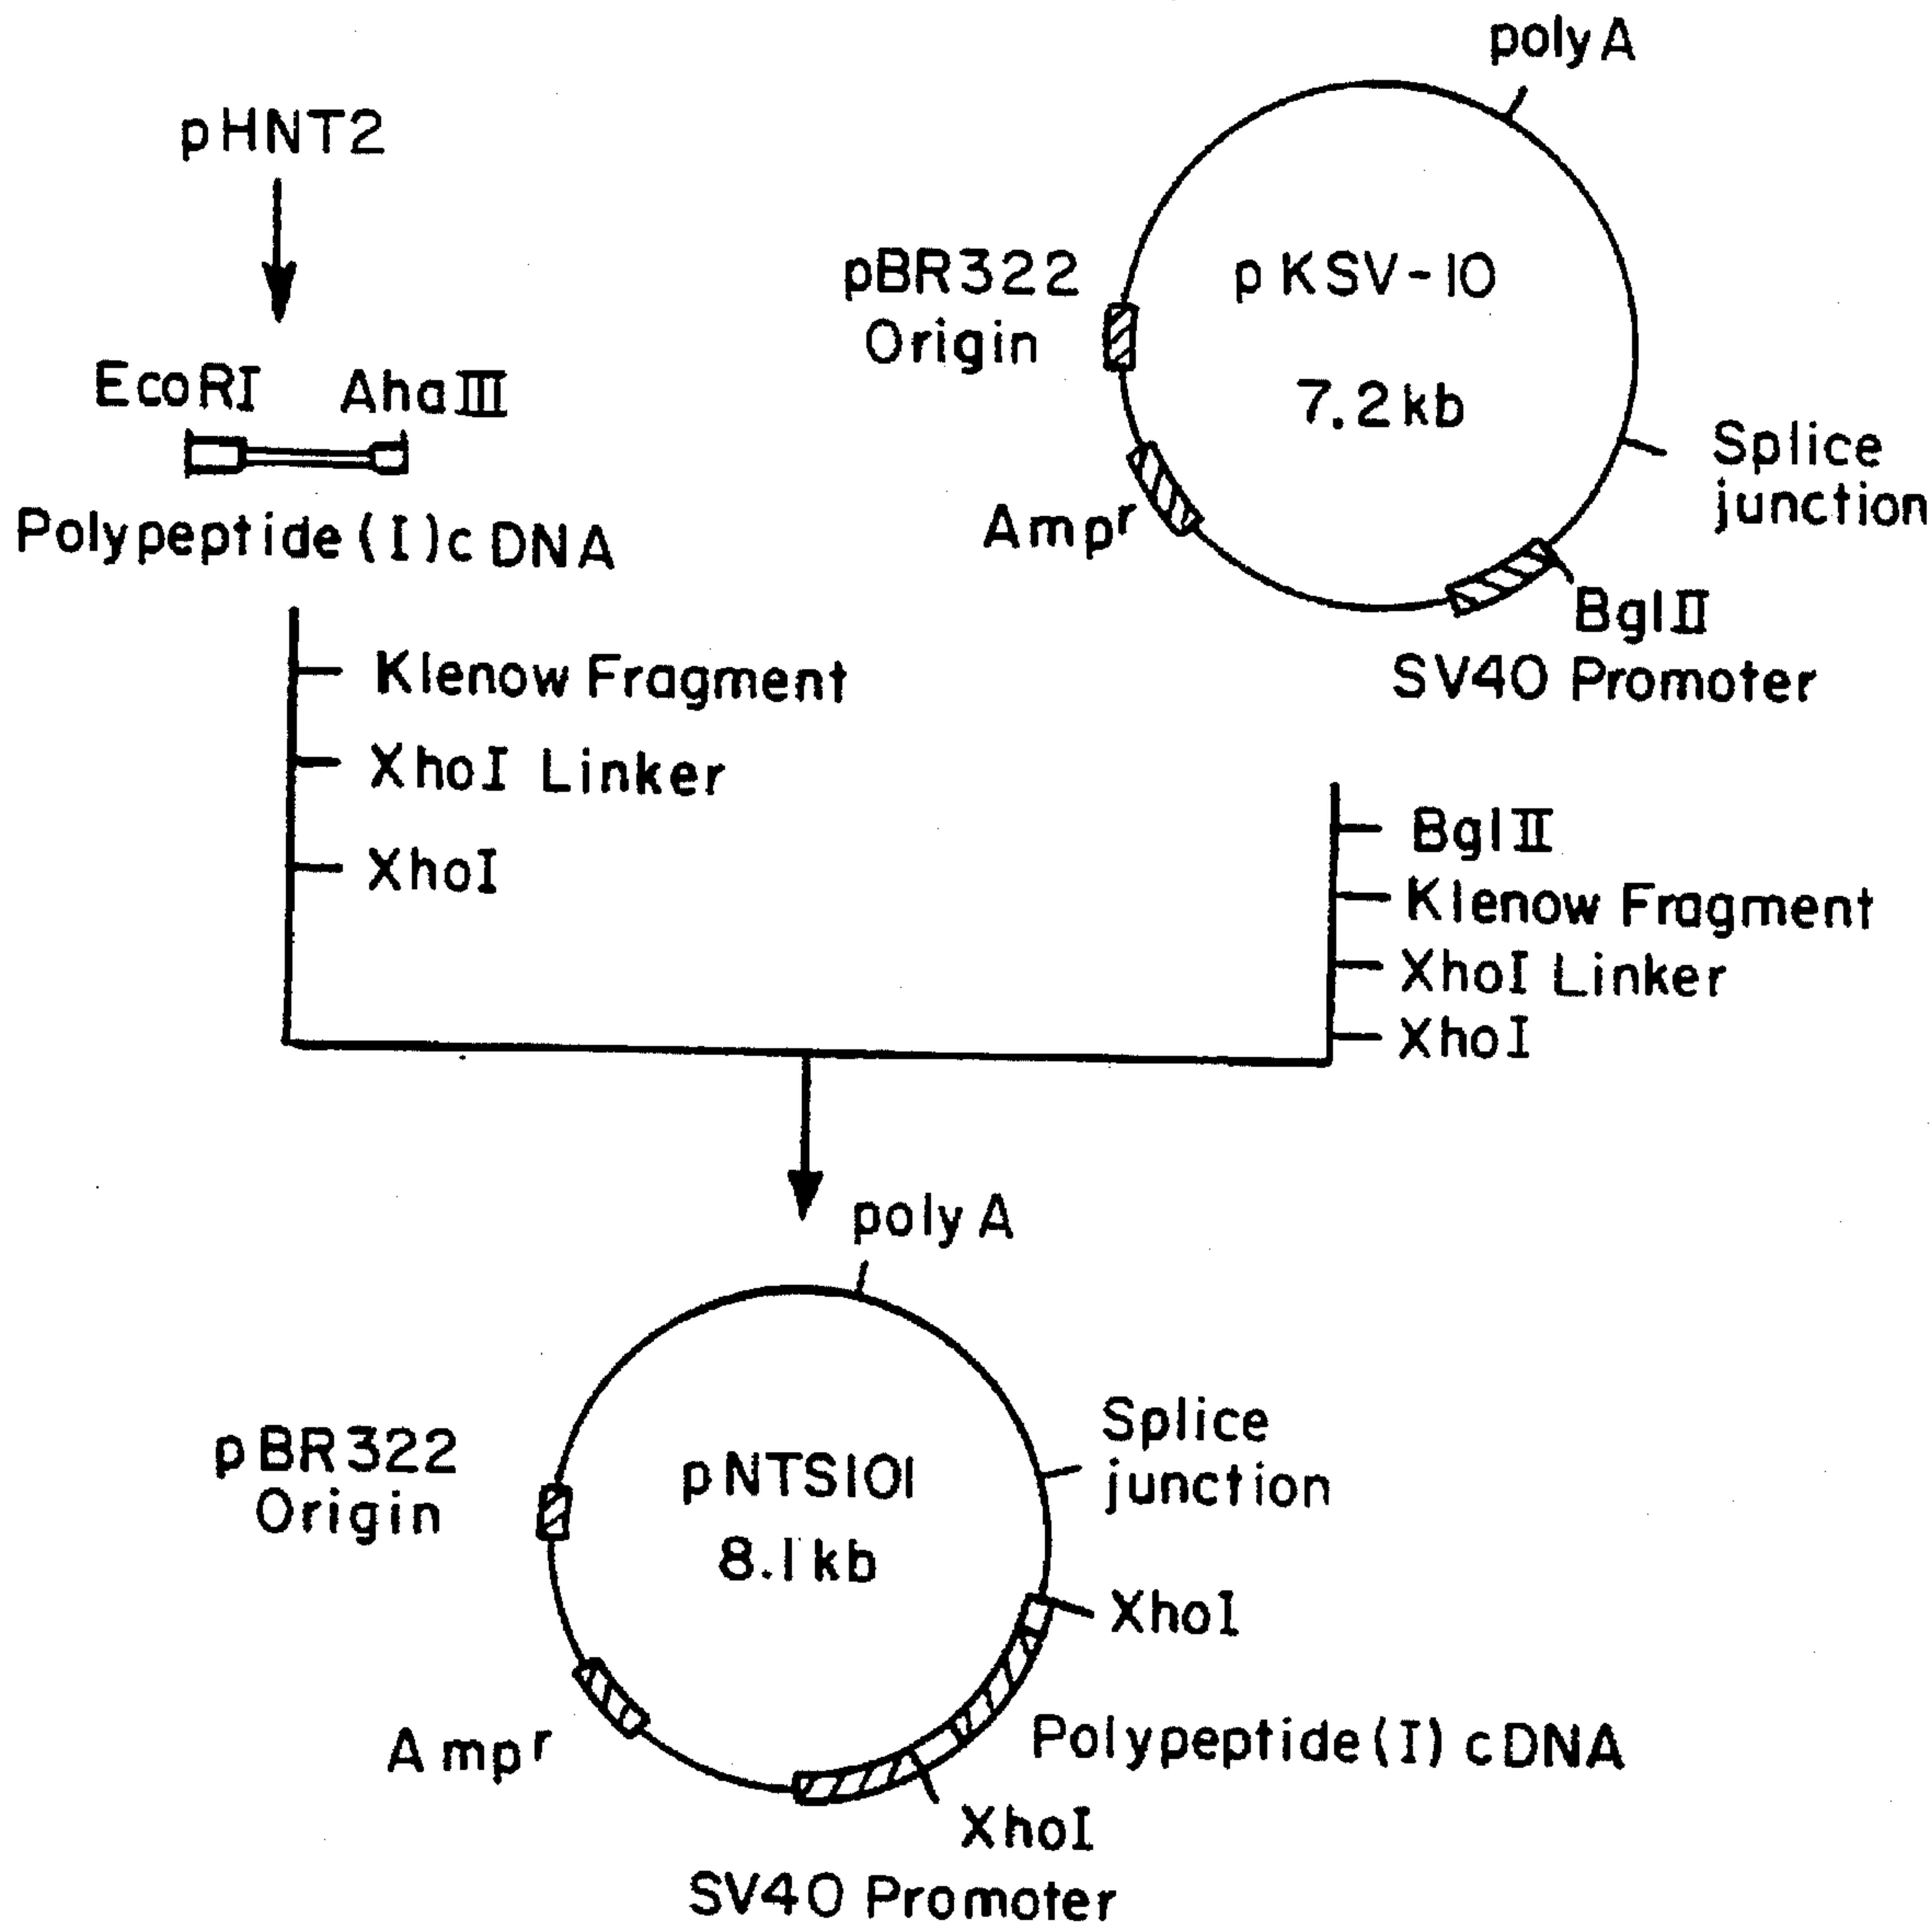 pHNT2
EcoRI AhaIII
Polypeptide(I)cDNA
Klenow Fragment
XhoI Linker
XhoI
polyA
pBR322
Origin
pKSV-10
7.2kb
Ampr
Splice
junction
BglII
SV40 Promoter
BglII
Klenow Fragment
XhoI Linker
XhoI
polyA
pBR322
Origin
pNTS101
8.1kb
Splice
junction
XhoI
Polypeptide(I) cDNA
Ampr
XhoI
SV40 Promoter